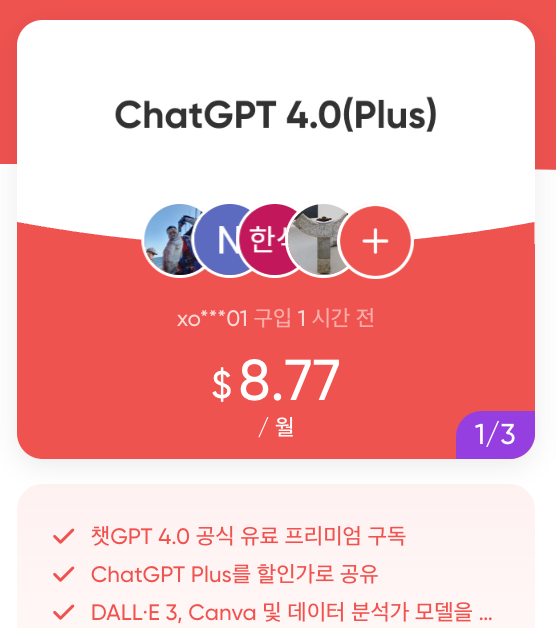 ChatGPT 4.0(Plus)
N 한석
xo***01 구입 1 시간 전
$ 8.77
/ 월
1/3
챗GPT 4.0 공식 유료 프리미엄 구독
ChatGPT Plus를 할인가로 공유
DALL·E 3, Canva 및 데이터 분석가 모델을 ...